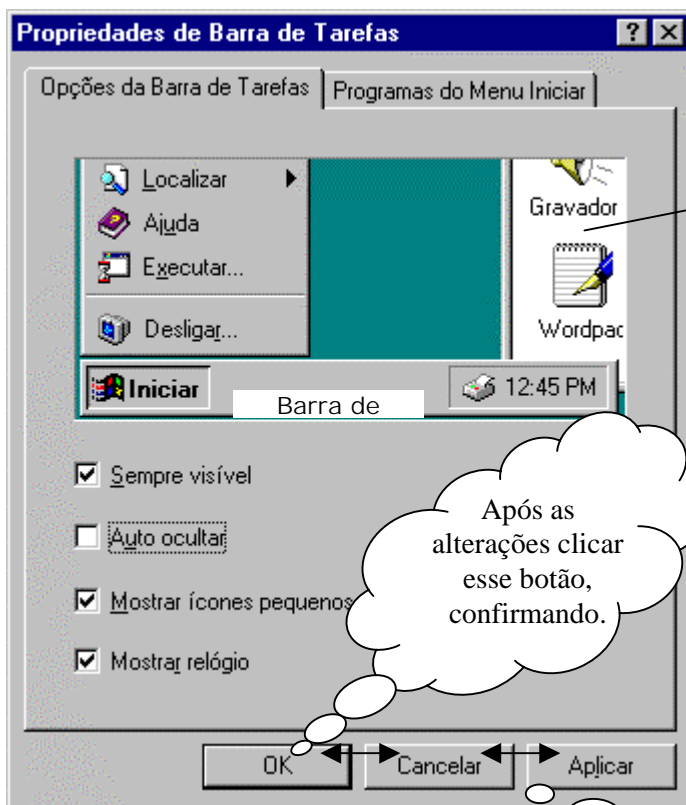 Propriedades de Barra de Tarefas
Opções da Barra de Tarefas
Programas do Menu Iniciar
Localizar
Ajuda
Executar...
Desligar...
Gravador
Wordpac
Iniciar
Barra de
12:45 PM
Sempre visível
Auto ocultar
Mostrar ícones pequenos
Mostrar relógio
Após as
alterações clicar
esse botão,
confirmando.
OK
Cancelar
Aplicar